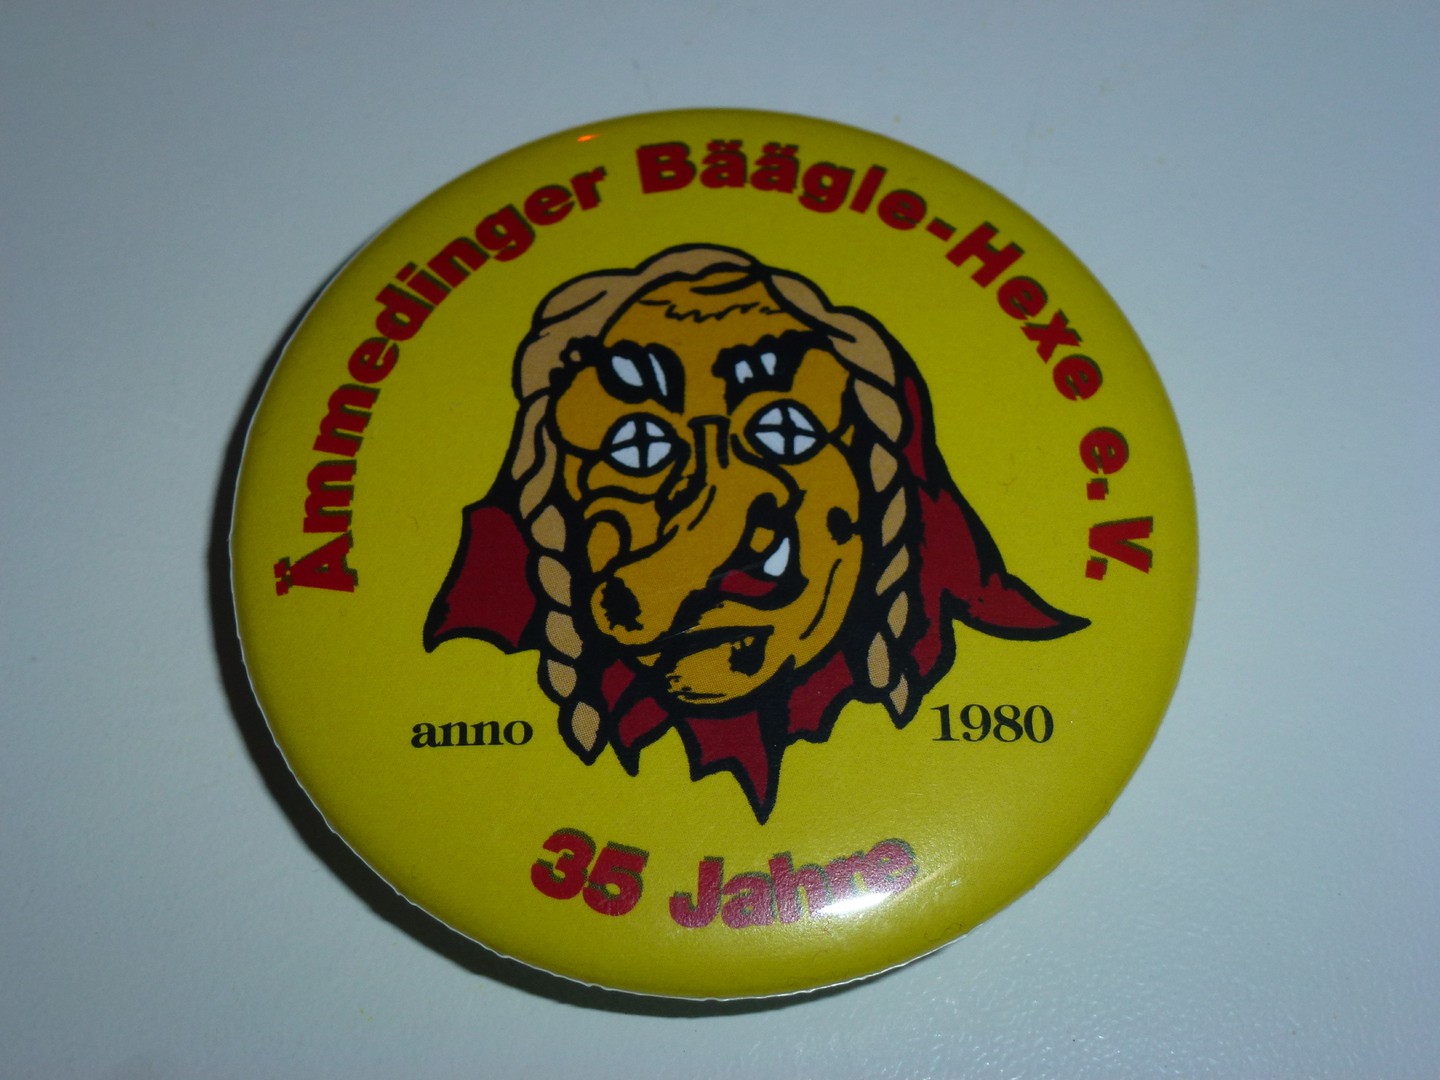 Ämmedinger Bäägle-Hexe e.V.
anno 1980
35 Jahre